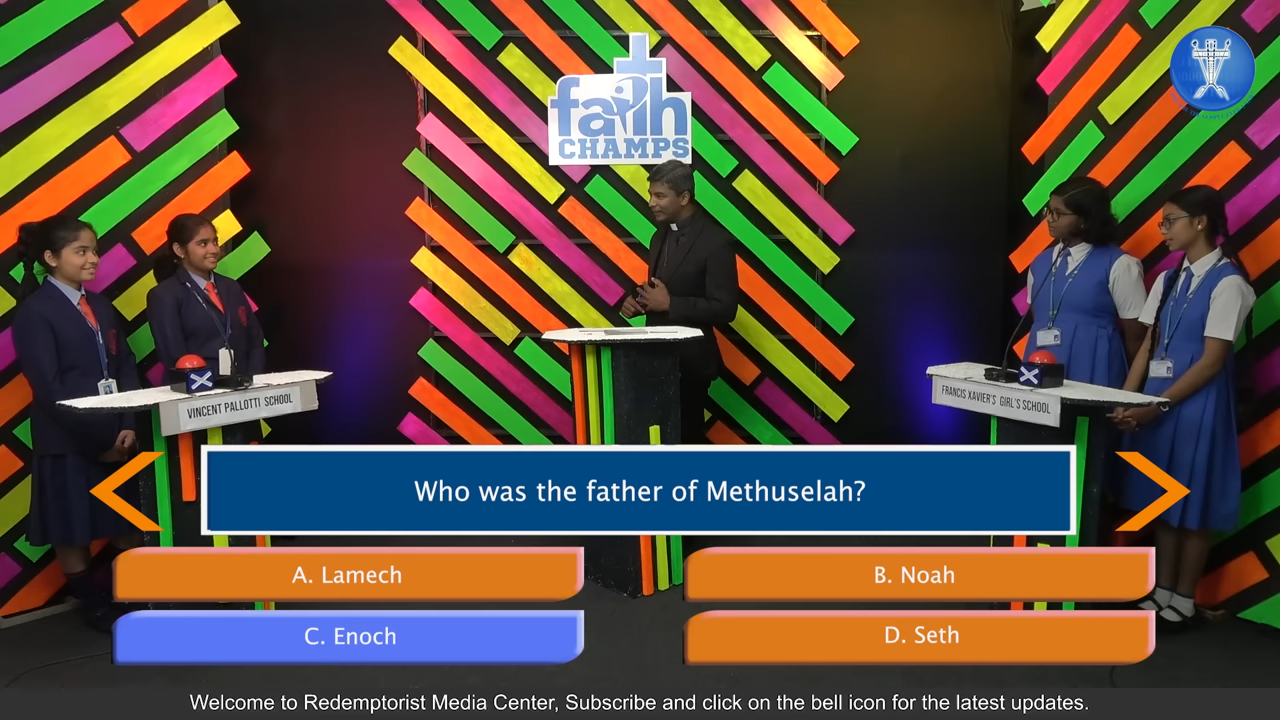 faith
CHAMPS
VINCENT PALLOTTI SCHOOL
FRANCIS XAVIER'S GIRL'S SCHOOL
Who was the father of Methuselah?
A. Lamech
B. Noah
C. Enoch
D. Seth
Welcome to Redemptorist Media Center, Subscribe and click on the bell icon for the latest updates.